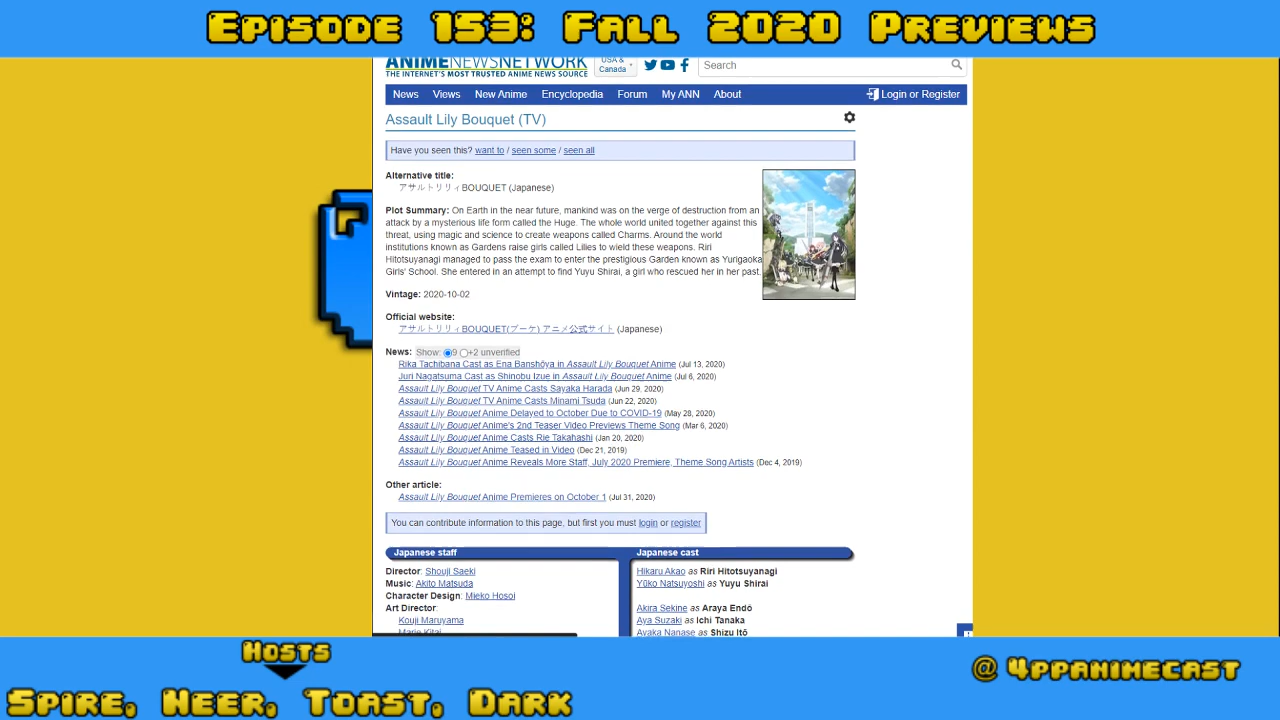 Episode 153: Fall 2020 Previews
ANIMENEWSNETWORK
THE INTERNET'S MOST TRUSTED ANIME NEWS SOURCE
USA & Canada
Search
News Views New Anime Encyclopedia Forum My ANN About Login or Register
Assault Lily Bouquet (TV)
Have you seen this? want to / seen some / seen all
Alternative title:
アサルトリリィBOUQUET (Japanese)
Plot Summary: On Earth in the near future, mankind was on the verge of destruction from an
attack by a mysterious life form called the Huge. The whole world united together against this
threat, using magic and science to create weapons called Charms. Around the world
institutions known as Gardens raise girls called Lilies to wield these weapons. Riri
Hitotsuyanagi managed to pass the exam to enter the prestigious Garden known as Yurigaoka
Girls' School. She entered in an attempt to find Yuyu Shirai, a girl who rescued her in her past.
Vintage: 2020-10-02
Official website:
アサルトリリィBOUQUET(ブーケ) アニメ公式サイト (Japanese)
News: Show: 9 +2 unverified
Rika Tachibana Cast as Ena Banshōya in Assault Lily Bouquet Anime (Jul 13, 2020)
Juri Nagatsuma Cast as Shinobu Izue in Assault Lily Bouquet Anime (Jul 6, 2020)
Assault Lily Bouquet TV Anime Casts Sayaka Harada (Jun 29, 2020)
Assault Lily Bouquet TV Anime Casts Minami Tsuda (Jun 22, 2020)
Assault Lily Bouquet Anime Delayed to October Due to COVID-19 (May 28, 2020)
Assault Lily Bouquet Anime's 2nd Teaser Video Previews Theme Song (Mar 6, 2020)
Assault Lily Bouquet Anime Casts Rie Takahashi (Jan 20, 2020)
Assault Lily Bouquet Anime Teased in Video (Dec 21, 2019)
Assault Lily Bouquet Anime Reveals More Staff, July 2020 Premiere, Theme Song Artists (Dec 4, 2019)
Other article:
Assault Lily Bouquet Anime Premieres on October 1 (Jul 31, 2020)
You can contribute information to this page, but first you must login or register
Japanese staff
Director: Shouji Saeki
Music: Akito Matsuda
Character Design: Mieko Hosoi
Art Director:
Kouji Maruyama
Marie Kitai
Japanese cast
Hikaru Akao as Riri Hitotsuyanagi
Yūko Natsuyoshi as Yuyu Shirai
Akira Sekine as Araya Endō
Aya Suzaki as Ichi Tanaka
Ayaka Nanase as Shizu Itō
Hosts
Spire, Neer, Toast, Dark
@ 4ppanimecast